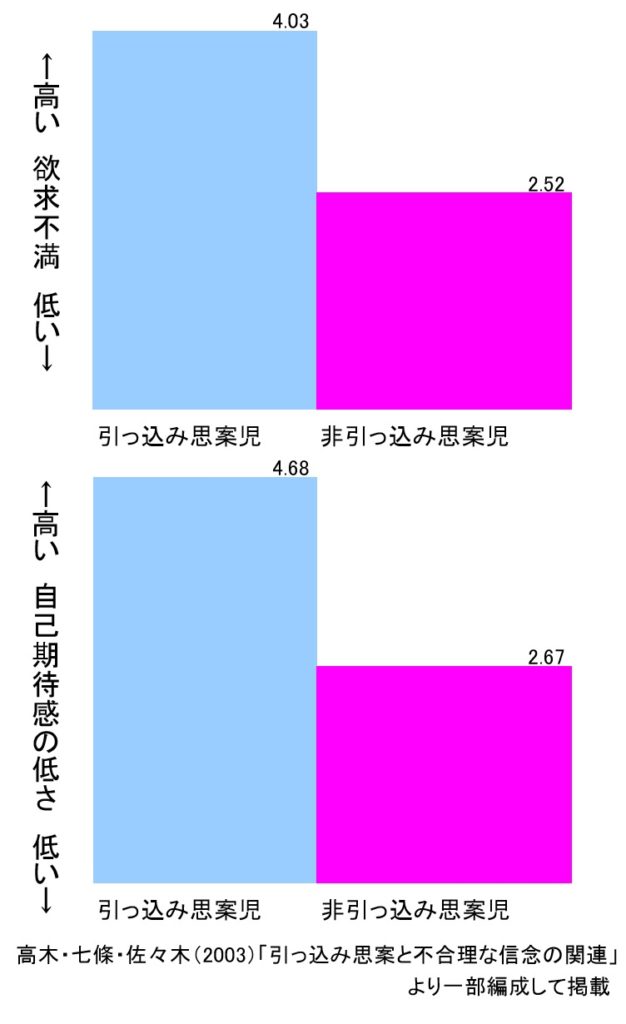 ↑高い 欲求不満 低い↓
4.03
2.52
引っ込み思案児
非引っ込み思案児
↑高い 自己期待感の低さ 低い↓
4.68
2.67
引っ込み思案児
非引っ込み思案児
高木・七條・佐々木(2003)「引っ込み思案と不合理な信念の関連」
より一部編成して掲載